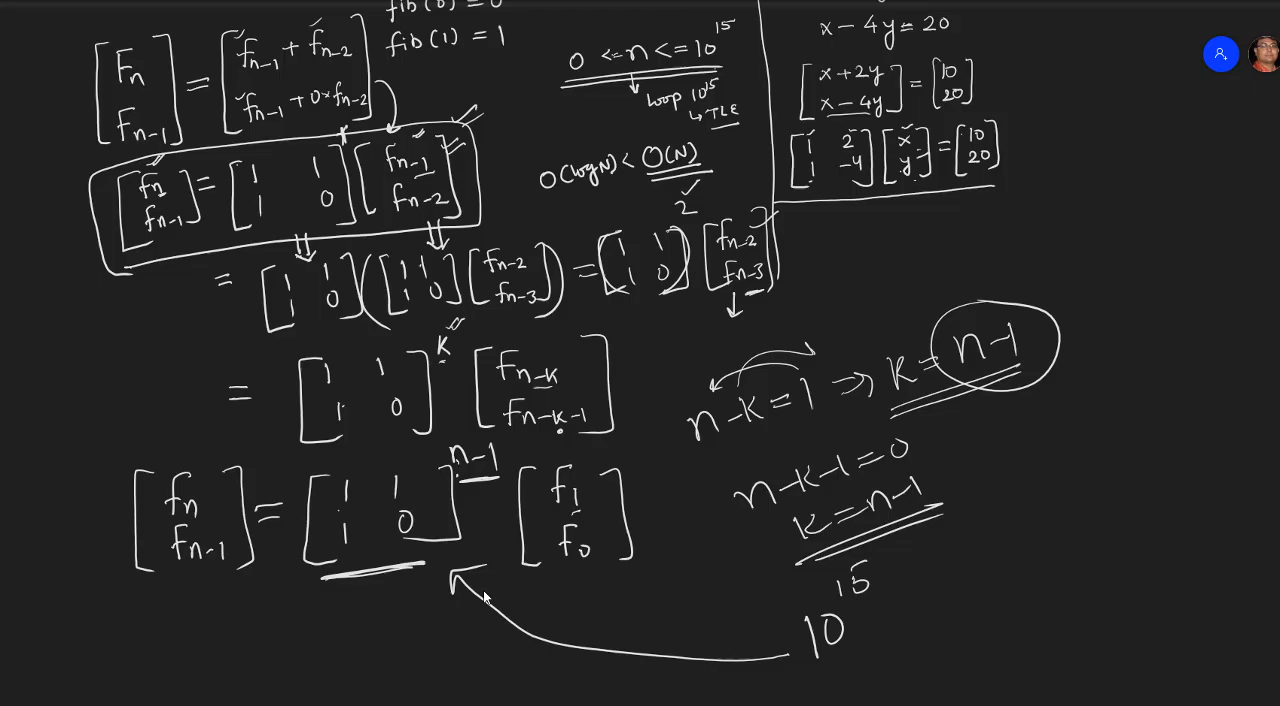 fib(0) = 0
fib(1) = 1
[Fn Fn-1] = [fn-1 + fn-2 fn-1 + 0×fn-2]
[fn fn-1] = [1 1 1 0] [fn-1 fn-2]
= [1 1 1 0] ([1 1 1 0] [fn-2 fn-3]) = [1 1 1 0]² [fn-2 fn-3]
= [1 1 1 0]^k [fn-k fn-k-1]
[fn fn-1] = [1 1 1 0]^n-1 [f1 f0]
0 <= n <= 10^15
Loop 10^15
↳ TLE
O(logN) < O(N)
x - 4y = 20
[x+2y x-4y] = [10 20]
[1 2 1 -4] [x y] = [10 20]
n-k=1 ⇒ k = n-1
n-k-1=0
k=n-1
10^15